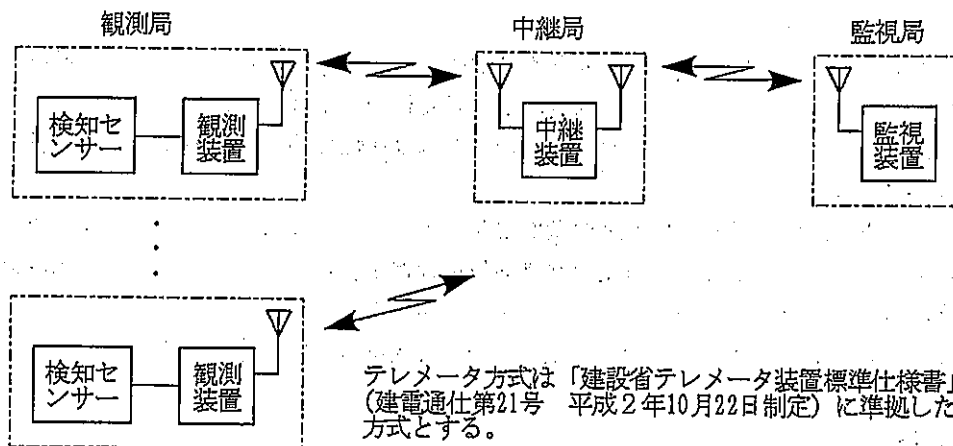 観測局
中継局
監視局
検知セ
ンサー
観測
装置
中継
装置
監視
装置
検知セ
ンサー
観測
装置
テレメータ方式は「建設省テレメータ装置標準仕様書」
(建電通仕第21号 平成2年10月22日制定)に準拠した
方式とする。